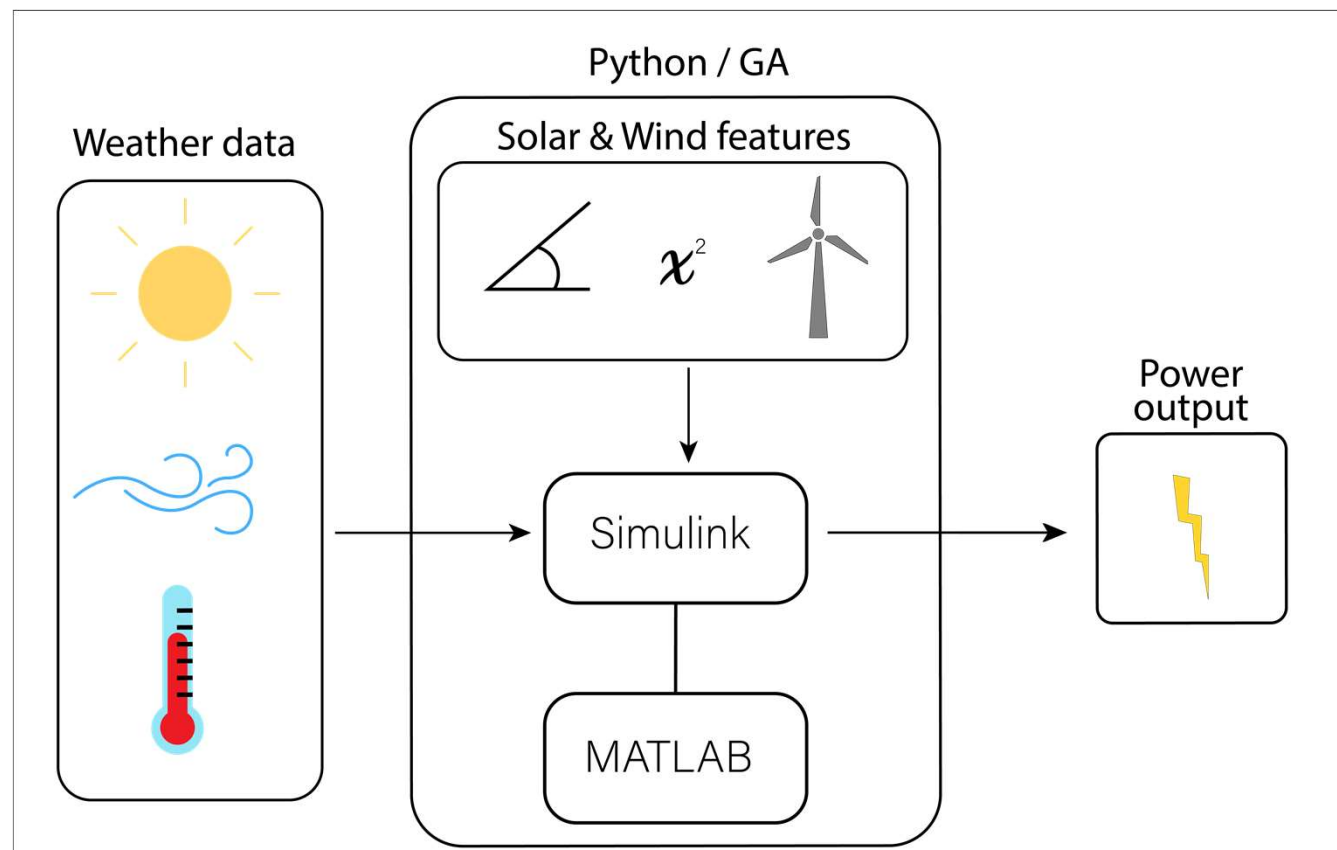 Python / GA
Weather data
Solar & Wind features
x²
Power
output
Simulink
MATLAB